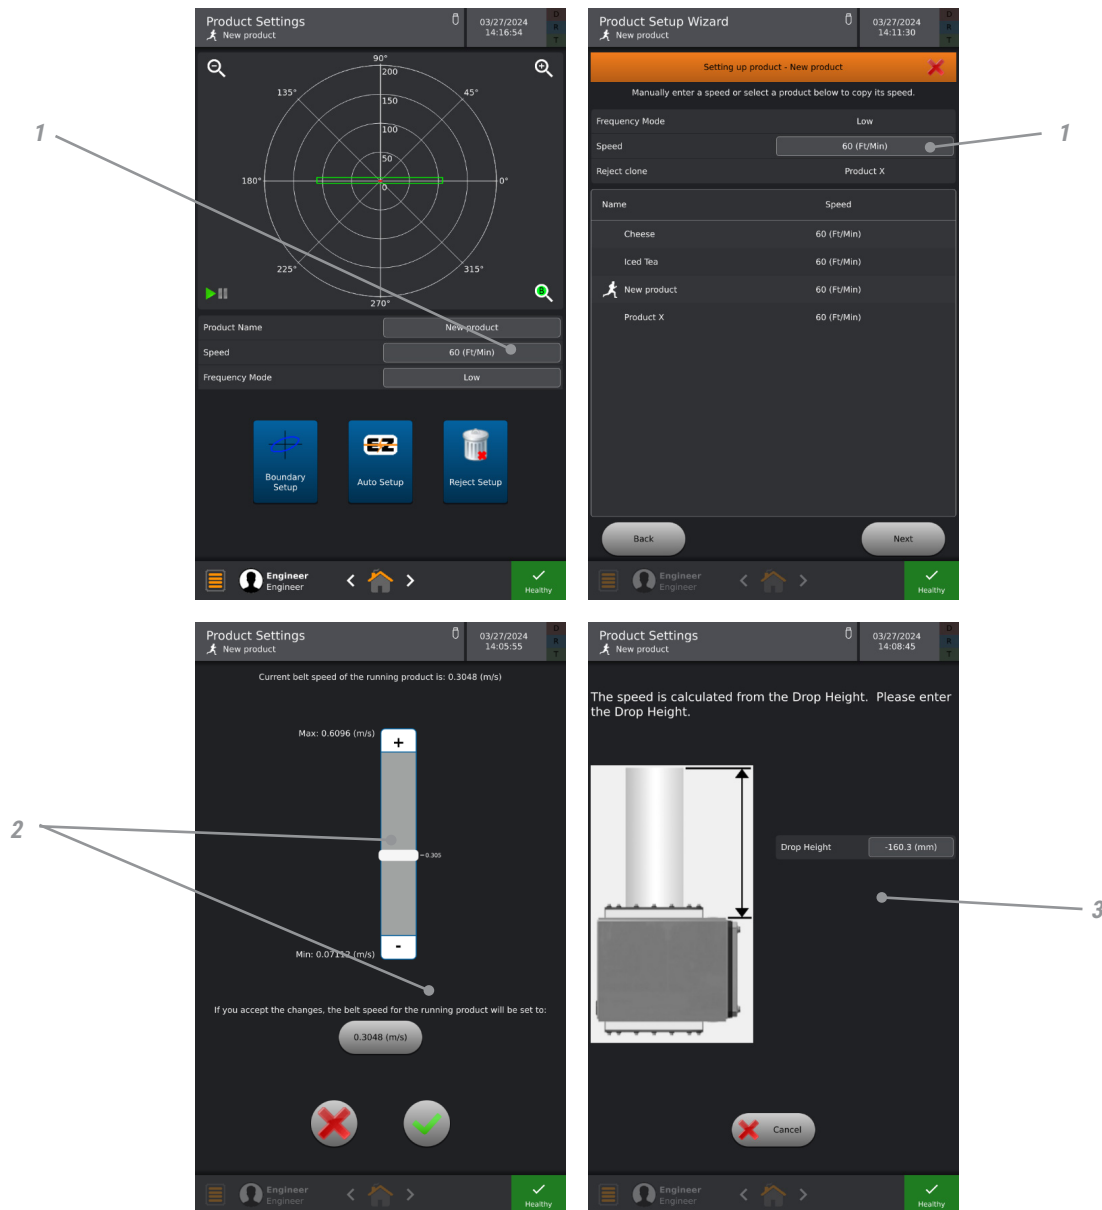 Product Settings
New product
03/27/2024
14:16:54
D
R
T
90°
200
135°
45°
150
100
50
180°
0°
0
225°
315°
270°
B
Product Name
New product
Speed
60 (Ft/Min)
Frequency Mode
Low
Boundary
Setup
EZ
Auto Setup
Reject Setup
Engineer
Engineer
Healthy
1
Product Setup Wizard
New product
03/27/2024
14:11:30
D
R
T
Setting up product - New product
Manually enter a speed or select a product below to copy its speed.
Frequency Mode
Low
Speed
60 (Ft/Min)
Reject clone
Product X
Name
Speed
Cheese
60 (Ft/Min)
Iced Tea
60 (Ft/Min)
New product
60 (Ft/Min)
Product X
60 (Ft/Min)
Back
Next
Engineer
Engineer
Healthy
1
Product Settings
New product
03/27/2024
14:05:55
D
R
T
Current belt speed of the running product is: 0.3048 (m/s)
Max: 0.6096 (m/s)
+
0.305
-
Min: 0.07112 (m/s)
If you accept the changes, the belt speed for the running product will be set to:
0.3048 (m/s)
Engineer
Engineer
Healthy
2
Product Settings
New product
03/27/2024
14:08:45
D
R
T
The speed is calculated from the Drop Height. Please enter
the Drop Height.
Drop Height
-160.3 (mm)
Cancel
Engineer
Engineer
Healthy
3